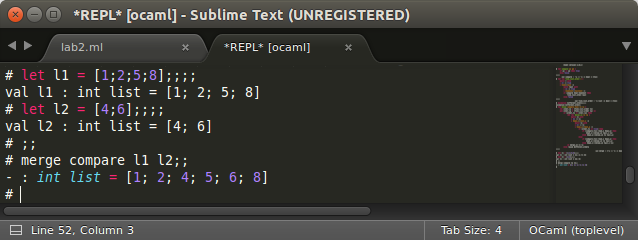 *REPL* [ocaml] - Sublime Text (UNREGISTERED)
lab2.ml
*REPL* [ocaml]
# let l1 = [1;2;5;8];;;;
val l1 : int list = [1; 2; 5; 8]
# let l2 = [4;6];;;;
val l2 : int list = [4; 6]
# ;;
# merge compare l1 l2;;
- : int list = [1; 2; 4; 5; 6; 8]
#
Line 52, Column 3
Tab Size: 4
OCaml (toplevel)